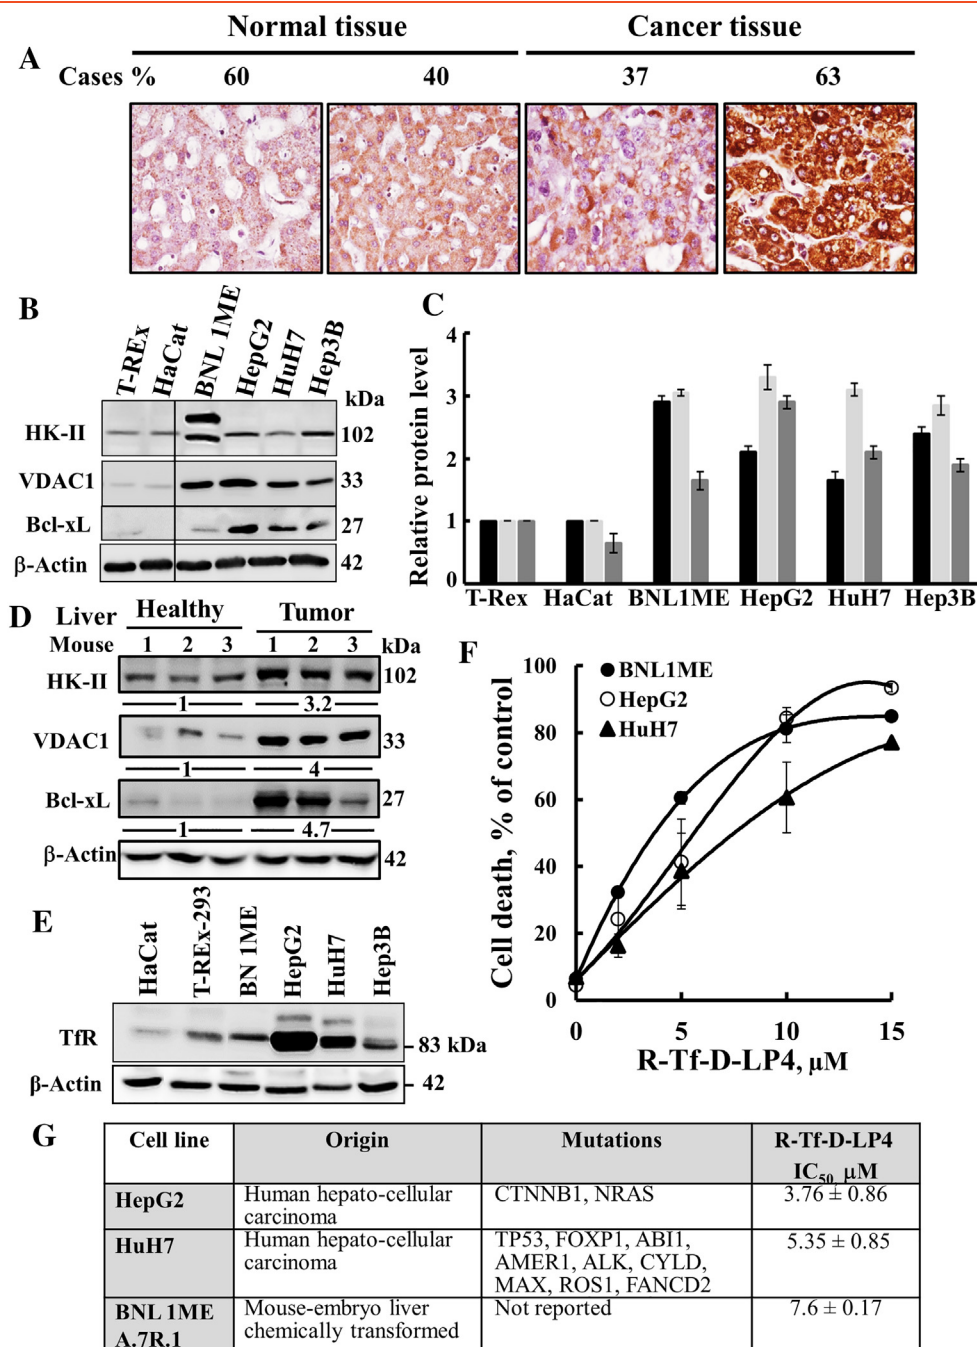 Normal tissue Cancer tissue
A
Cases % 60 40 37 63
B
T-REx HaCat BNL 1ME HepG2 HuH7 Hep3B
kDa
HK-II 102
VDAC1 33
Bcl-xL 27
β-Actin 42
C
Relative protein level
4
3
2
1
0
T-Rex HaCat BNL1ME HepG2 HuH7 Hep3B
D
Liver Healthy Tumor
Mouse 1 2 3 1 2 3 kDa
HK-II 102
1 3.2
VDAC1 33
1 4
Bcl-xL 27
1 4.7
β-Actin 42
E
HaCat T-REx-293 BN 1ME HepG2 HuH7 Hep3B
TfR 83 kDa
β-Actin 42
F
Cell death, % of control
100
80
60
40
20
0
BNL1ME
HepG2
HuH7
0 5 10 15
R-Tf-D-LP4, µM
G
Cell line Origin Mutations R-Tf-D-LP4
IC50, µM
HepG2 Human hepato-cellular carcinoma CTNNB1, NRAS 3.76 ± 0.86
HuH7 Human hepato-cellular carcinoma TP53, FOXP1, ABI1, AMER1, ALK, CYLD, MAX, ROS1, FANCD2 5.35 ± 0.85
BNL 1ME A.7R.1 Mouse-embryo liver chemically transformed Not reported 7.6 ± 0.17